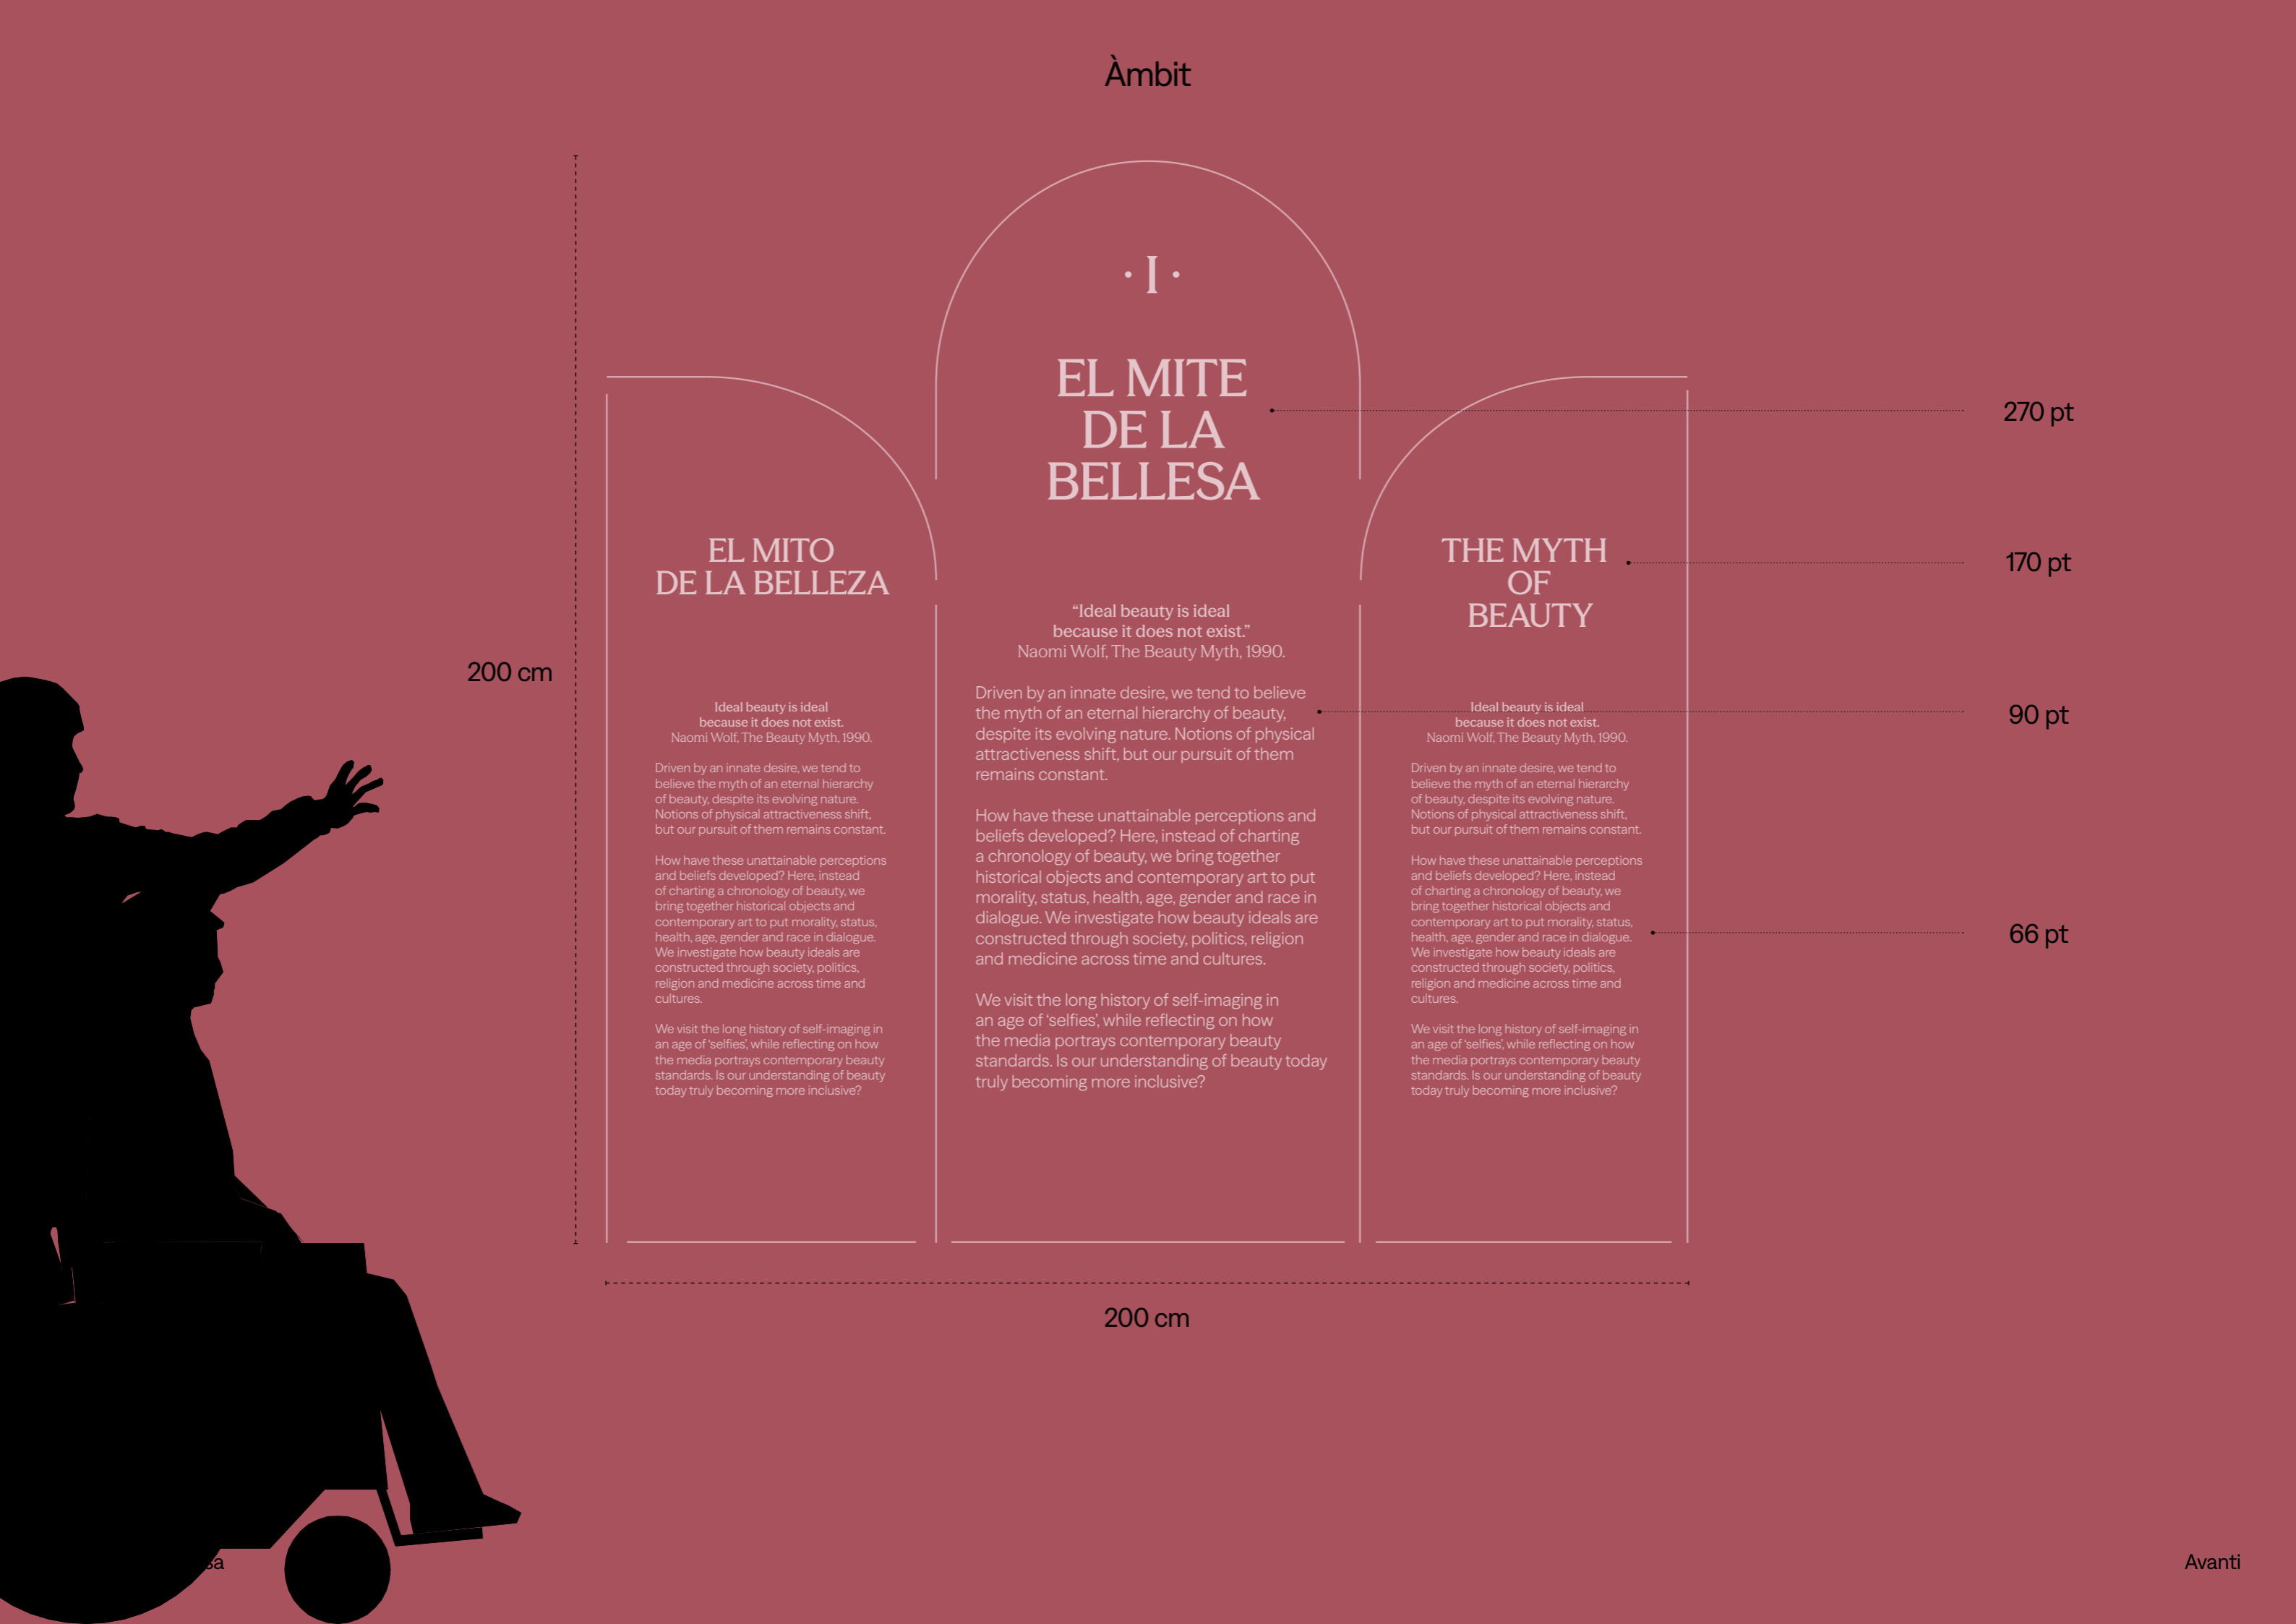 Àmbit
· I ·
EL MITE
DE LA
BELLESA
270 pt
EL MITO
DE LA BELLEZA
THE MYTH
OF
BEAUTY
170 pt
200 cm
Ideal beauty is ideal
because it does not exist.
Naomi Wolf, The Beauty Myth, 1990.
Driven by an innate desire, we tend to
believe the myth of an eternal hierarchy
of beauty, despite its evolving nature.
Notions of physical attractiveness shift,
but our pursuit of them remains constant.
How have these unattainable perceptions
and beliefs developed? Here, instead
of charting a chronology of beauty, we
bring together historical objects and
contemporary art to put morality, status,
health, age, gender and race in dialogue.
We investigate how beauty ideals are
constructed through society, politics,
religion and medicine across time and
cultures.
We visit the long history of self-imaging in
an age of ‘selfies’, while reflecting on how
the media portrays contemporary beauty
standards. Is our understanding of beauty
today truly becoming more inclusive?
“Ideal beauty is ideal
because it does not exist.”
Naomi Wolf, The Beauty Myth, 1990.
Driven by an innate desire, we tend to believe
the myth of an eternal hierarchy of beauty,
despite its evolving nature. Notions of physical
attractiveness shift, but our pursuit of them
remains constant.
How have these unattainable perceptions and
beliefs developed? Here, instead of charting
a chronology of beauty, we bring together
historical objects and contemporary art to put
morality, status, health, age, gender and race in
dialogue. We investigate how beauty ideals are
constructed through society, politics, religion
and medicine across time and cultures.
We visit the long history of self-imaging in
an age of ‘selfies’, while reflecting on how
the media portrays contemporary beauty
standards. Is our understanding of beauty today
truly becoming more inclusive?
Ideal beauty is ideal
because it does not exist.
Naomi Wolf, The Beauty Myth, 1990.
Driven by an innate desire, we tend to
believe the myth of an eternal hierarchy
of beauty, despite its evolving nature.
Notions of physical attractiveness shift,
but our pursuit of them remains constant.
How have these unattainable perceptions
and beliefs developed? Here, instead
of charting a chronology of beauty, we
bring together historical objects and
contemporary art to put morality, status,
health, age, gender and race in dialogue.
We investigate how beauty ideals are
constructed through society, politics,
religion and medicine across time and
cultures.
We visit the long history of self-imaging in
an age of ‘selfies’, while reflecting on how
the media portrays contemporary beauty
standards. Is our understanding of beauty
today truly becoming more inclusive?
90 pt
66 pt
200 cm
Avanti